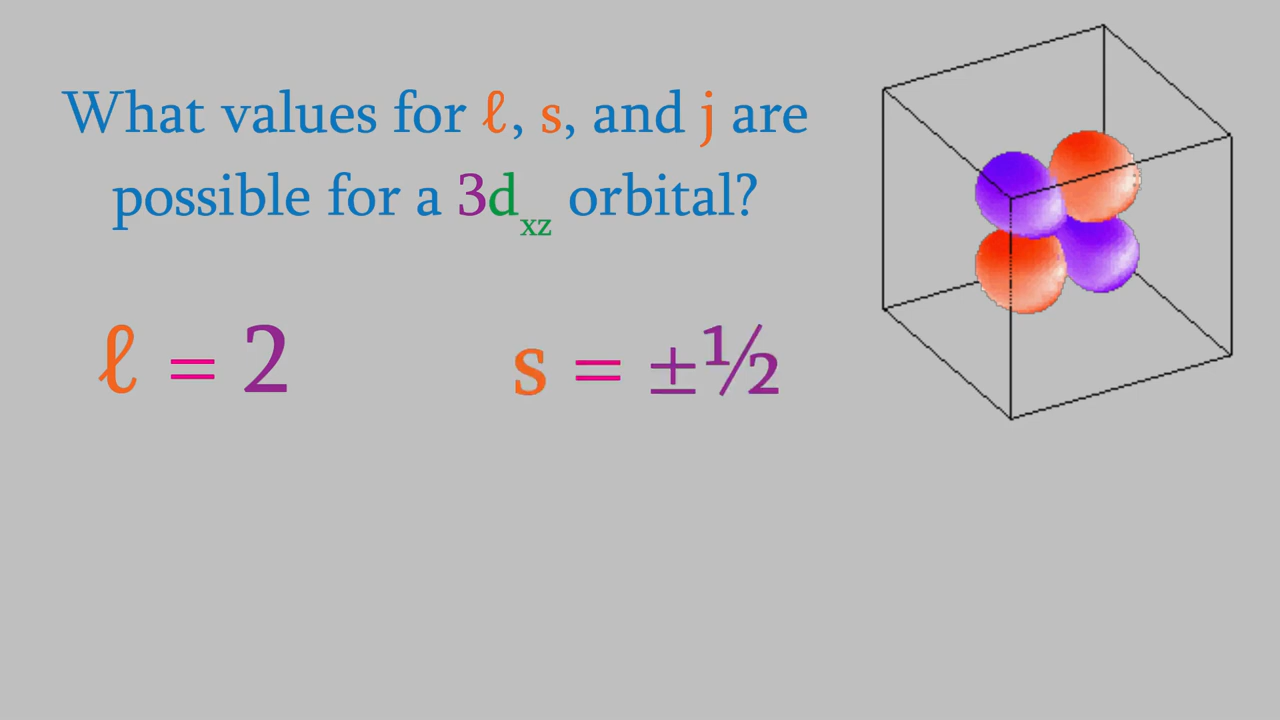 What values for ℓ, s, and j are
possible for a 3dxz orbital?
ℓ = 2
s = ±½